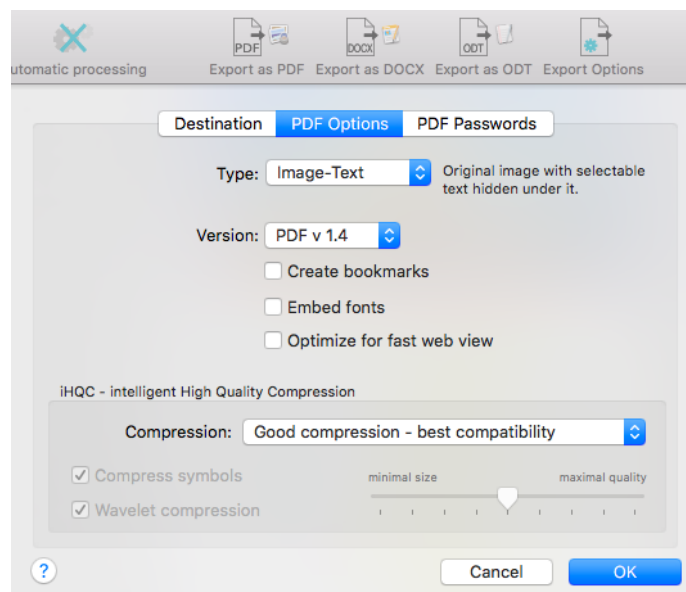 PDF
DOCX
ODT
utomatic processing
Export as PDF
Export as DOCX
Export as ODT
Export Options
Destination
PDF Options
PDF Passwords
Type:
Image-Text
Original image with selectable
text hidden under it.
Version:
PDF v 1.4
Create bookmarks
Embed fonts
Optimize for fast web view
iHQC - intelligent High Quality Compression
Compression:
Good compression - best compatibility
Compress symbols
minimal size
maximal quality
Wavelet compression
?
Cancel
OK